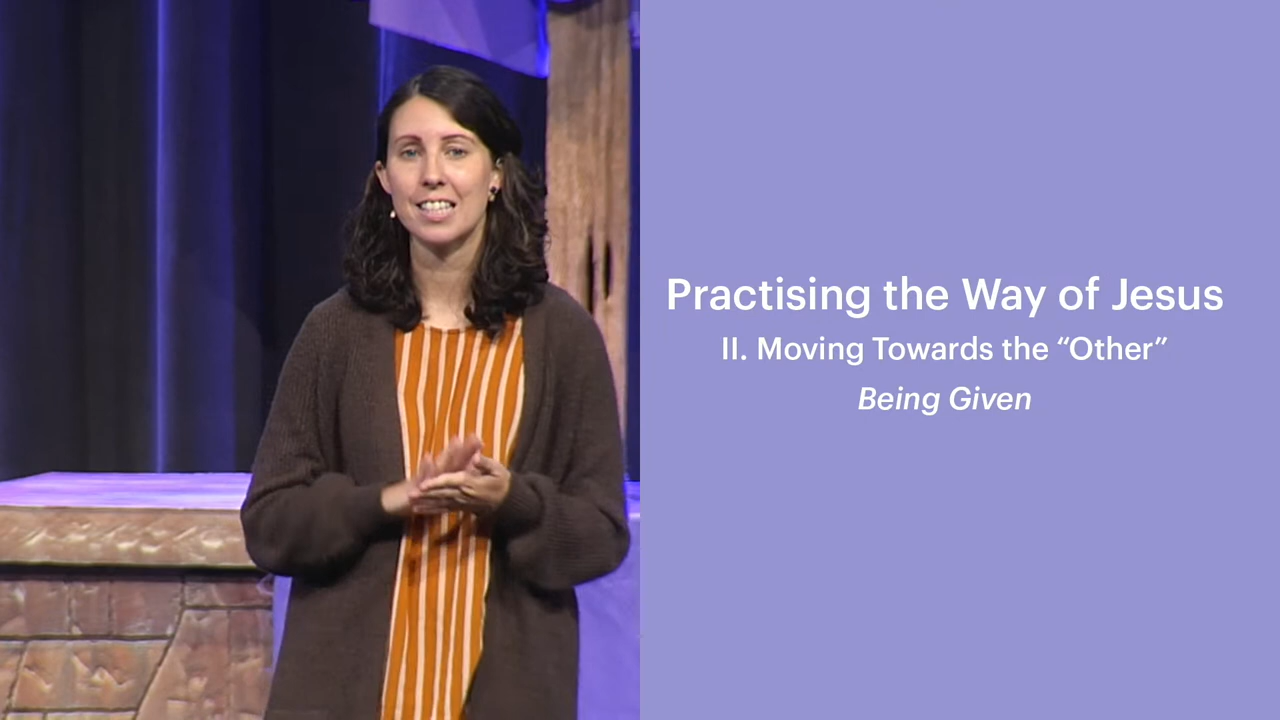 Practising the Way of Jesus
II. Moving Towards the “Other”
Being Given